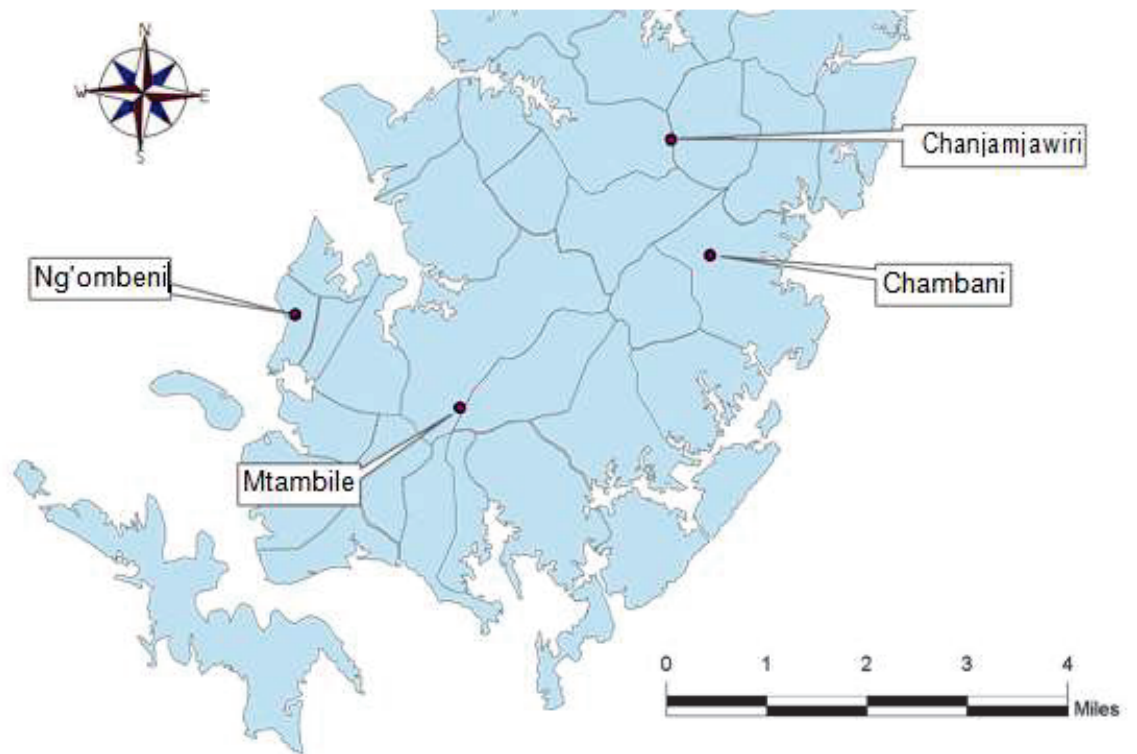 N
W E
S
Chanjamjawiri
Ng'ombeni
Chambani
Mtambile
0 1 2 3 4
Miles